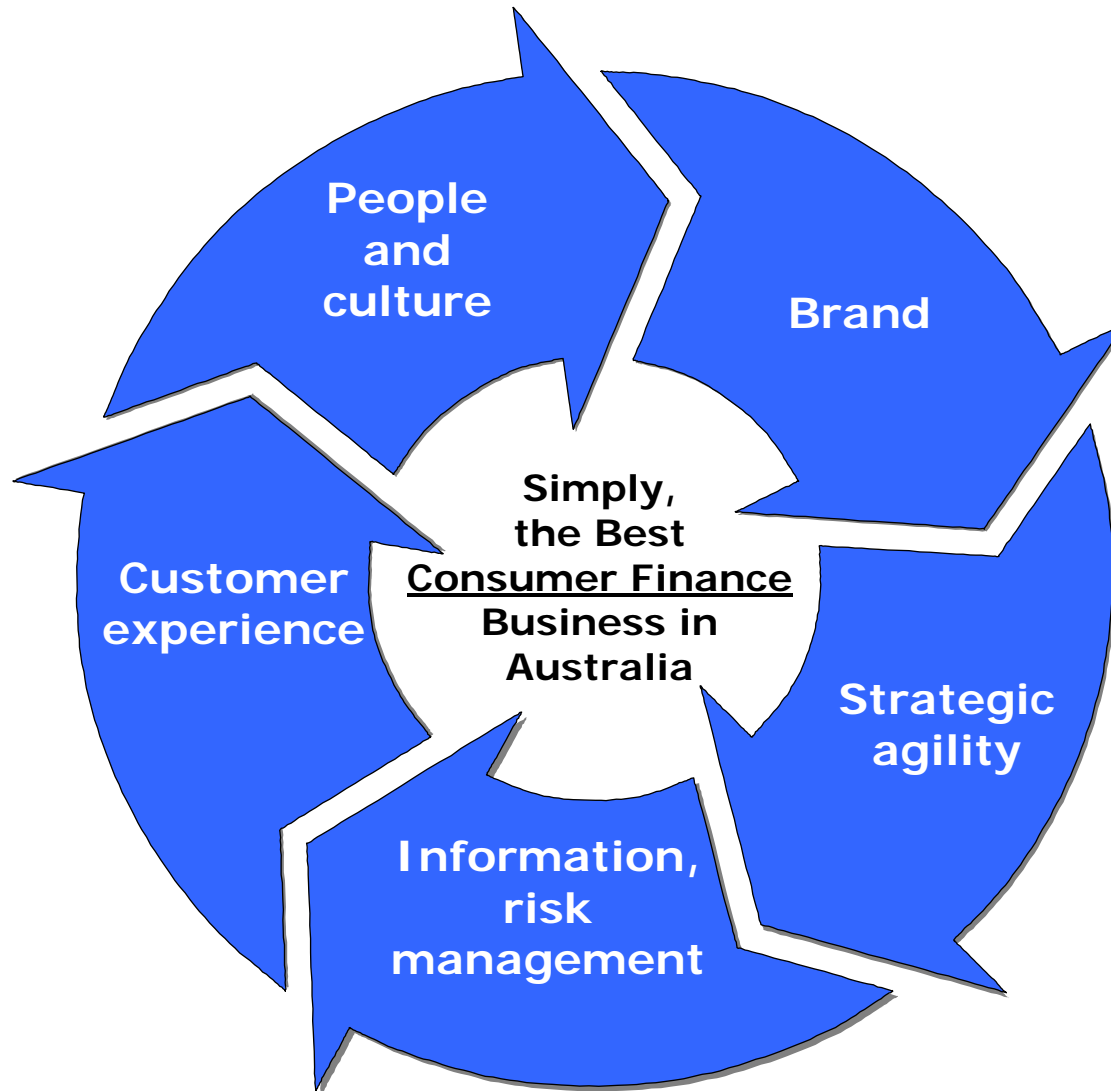 People
and
culture
Brand
Simply,
the Best
Consumer Finance
Business in
Australia
Customer
experience
Strategic
agility
Information,
risk
management